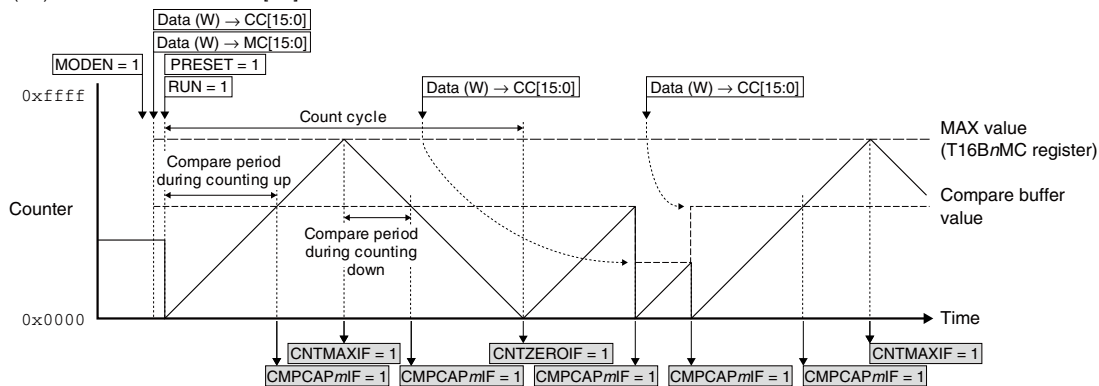 Data (W) → CC[15:0]
Data (W) → MC[15:0]
MODEN = 1
PRESET = 1
RUN = 1
Data (W) → CC[15:0]
Data (W) → CC[15:0]
0xffff
Count cycle
MAX value
(T16BnMC register)
Compare period
during counting up
Compare buffer
value
Counter
Compare period
during counting
down
0x0000
Time
CNTMAXIF = 1
CNTZEROIF = 1
CNTMAXIF = 1
CMPCAPmIF = 1
CMPCAPmIF = 1
CMPCAPmIF = 1
CMPCAPmIF = 1
CMPCAPmIF = 1